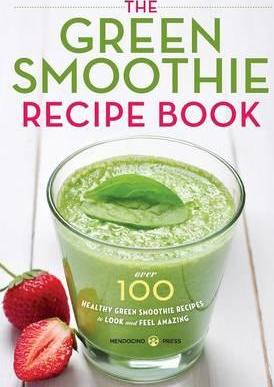 THE
GREEN
SMOOTHIE
RECIPE BOOK
over
100
HEALTHY GREEN SMOOTHIE RECIPES
to LOOK and FEEL AMAZING
MENDOCINO PRESS